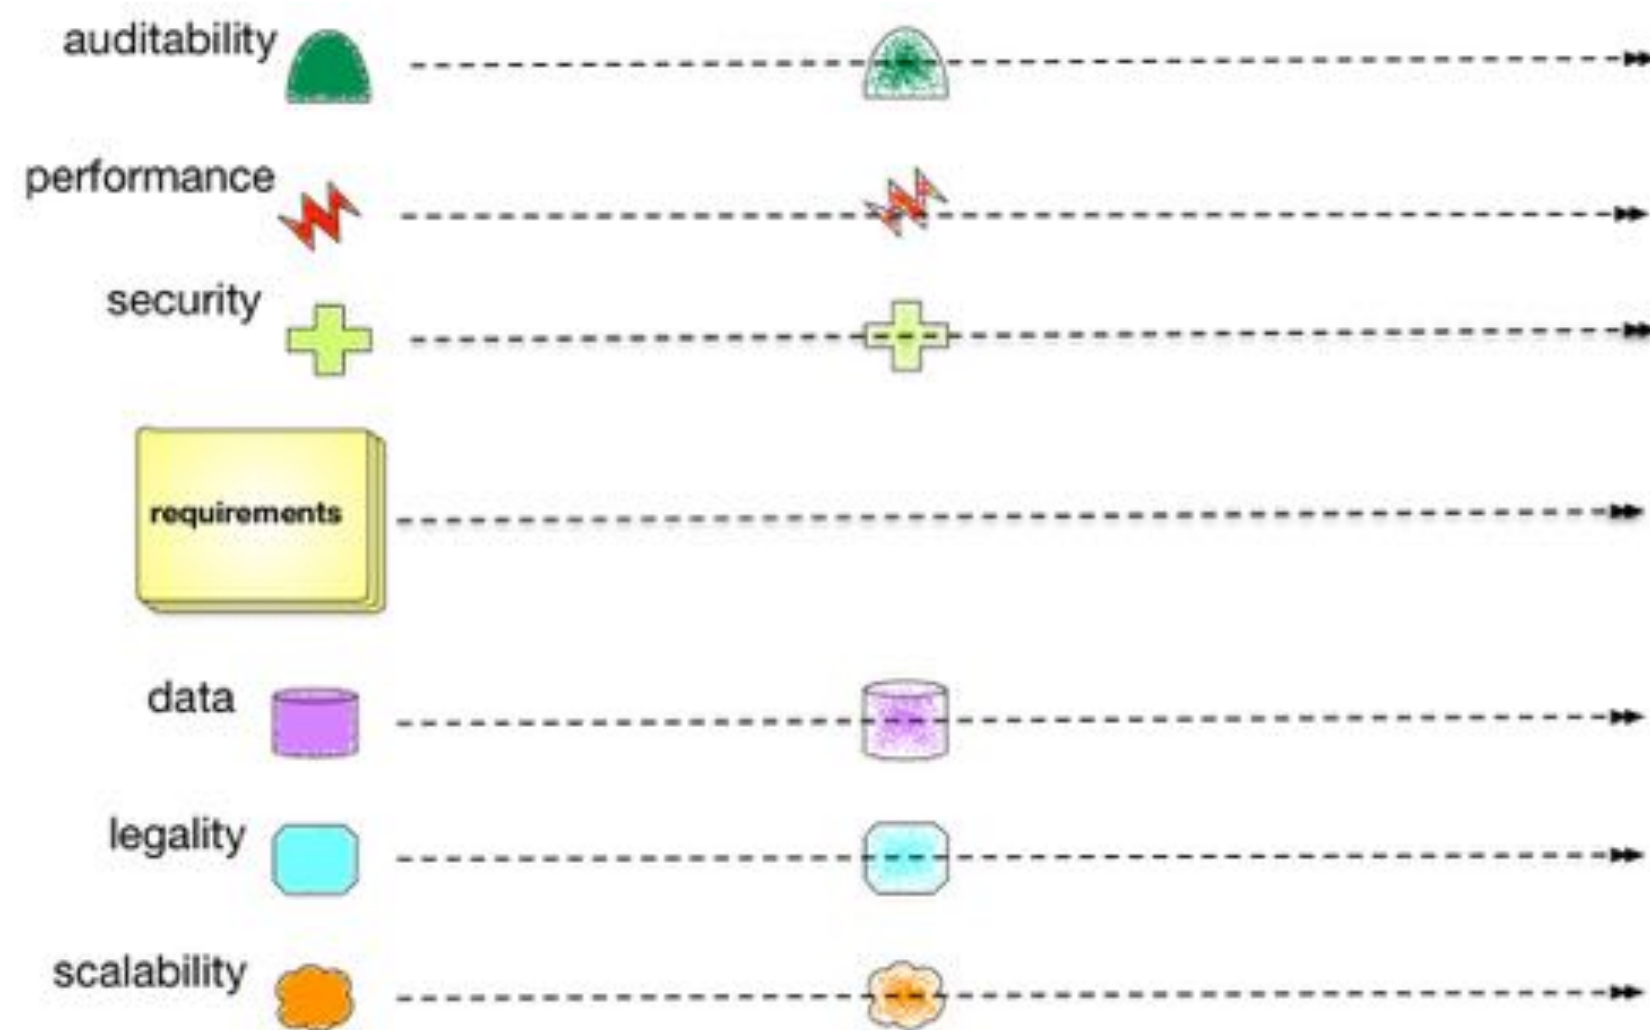 auditability
performance
security
requirements
data
legality
scalability